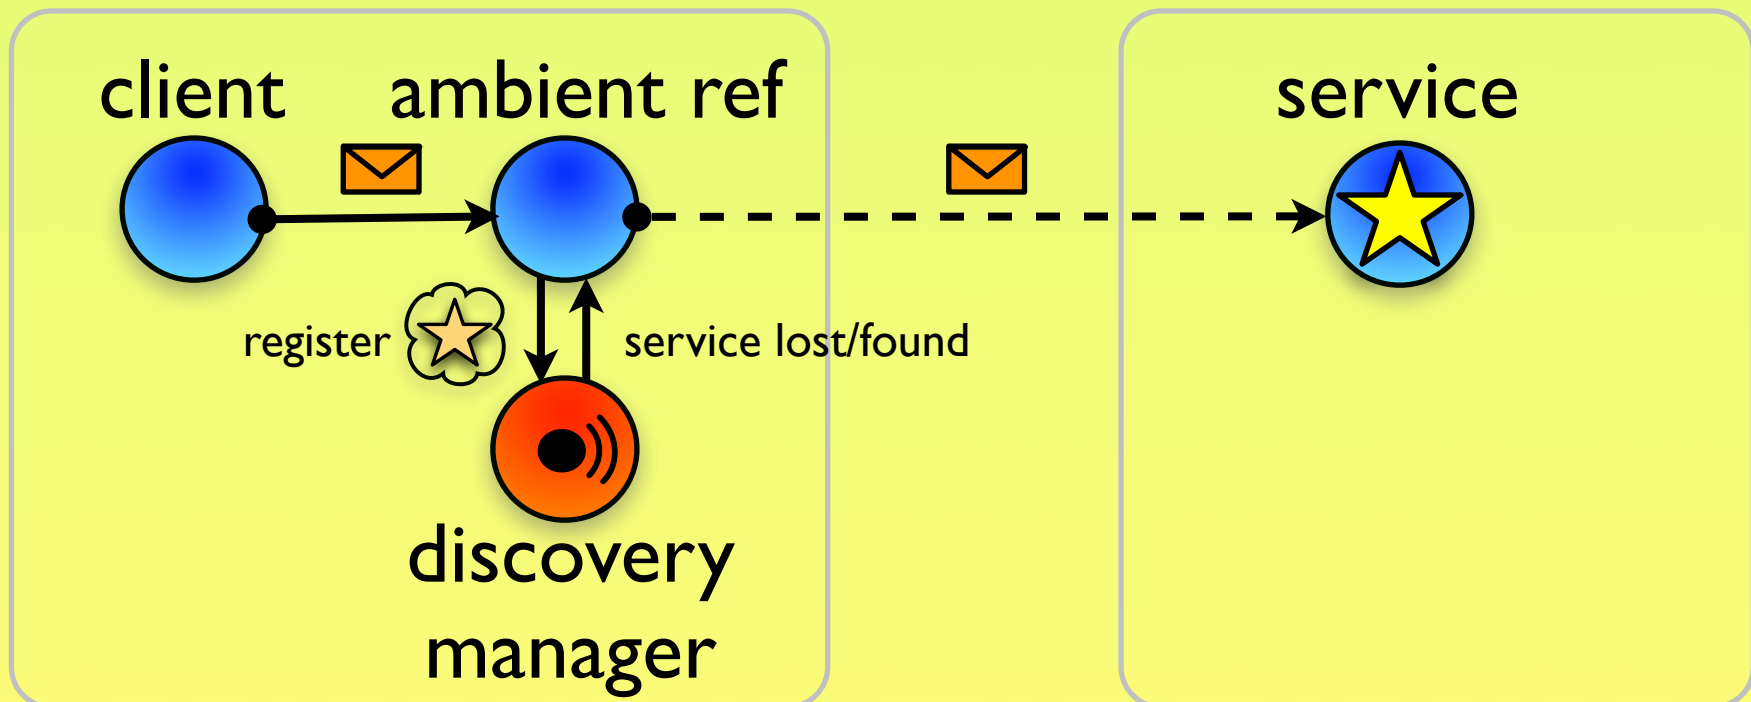 client
ambient ref
service
register
service lost/found
discovery
manager